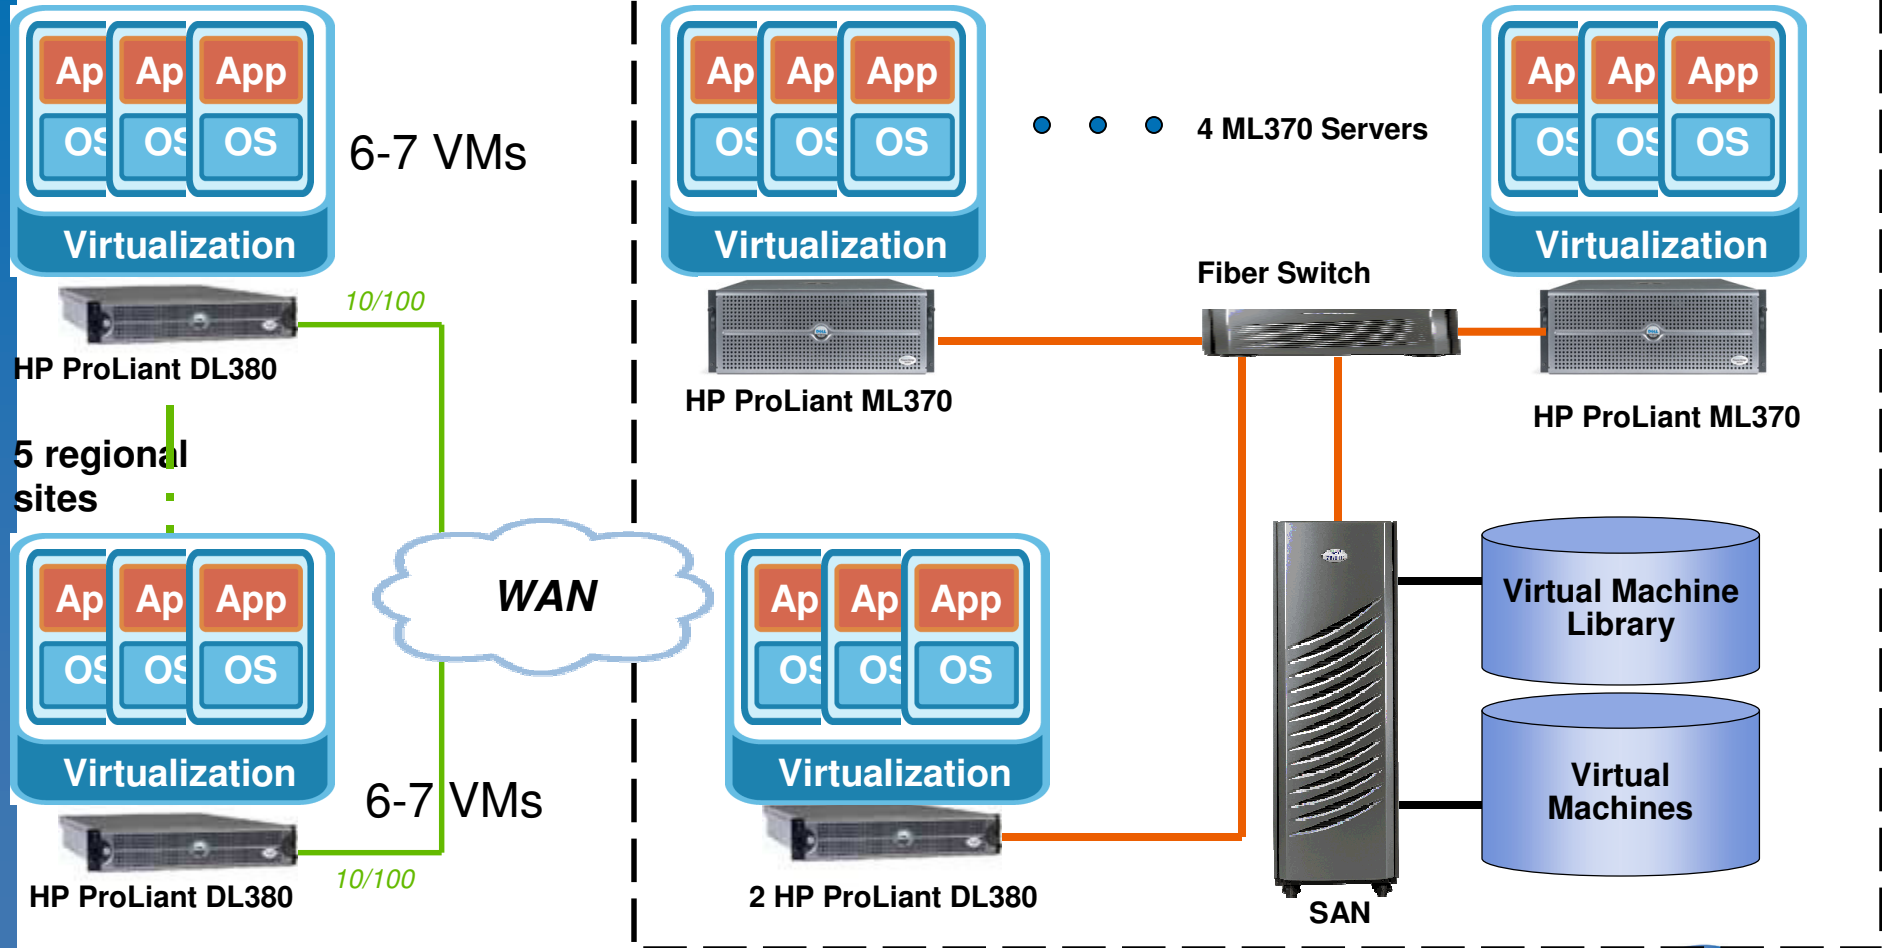 Ap Ap App
OS OS OS
Virtualization
6-7 VMs
10/100
HP ProLiant DL380
5 regional
sites
Ap Ap App
OS OS OS
Virtualization
6-7 VMs
10/100
HP ProLiant DL380
WAN
Ap Ap App
OS OS OS
Virtualization
HP ProLiant ML370
4 ML370 Servers
Fiber Switch
Ap Ap App
OS OS OS
Virtualization
HP ProLiant ML370
Ap Ap App
OS OS OS
Virtualization
2 HP ProLiant DL380
SAN
Virtual Machine
Library
Virtual
Machines